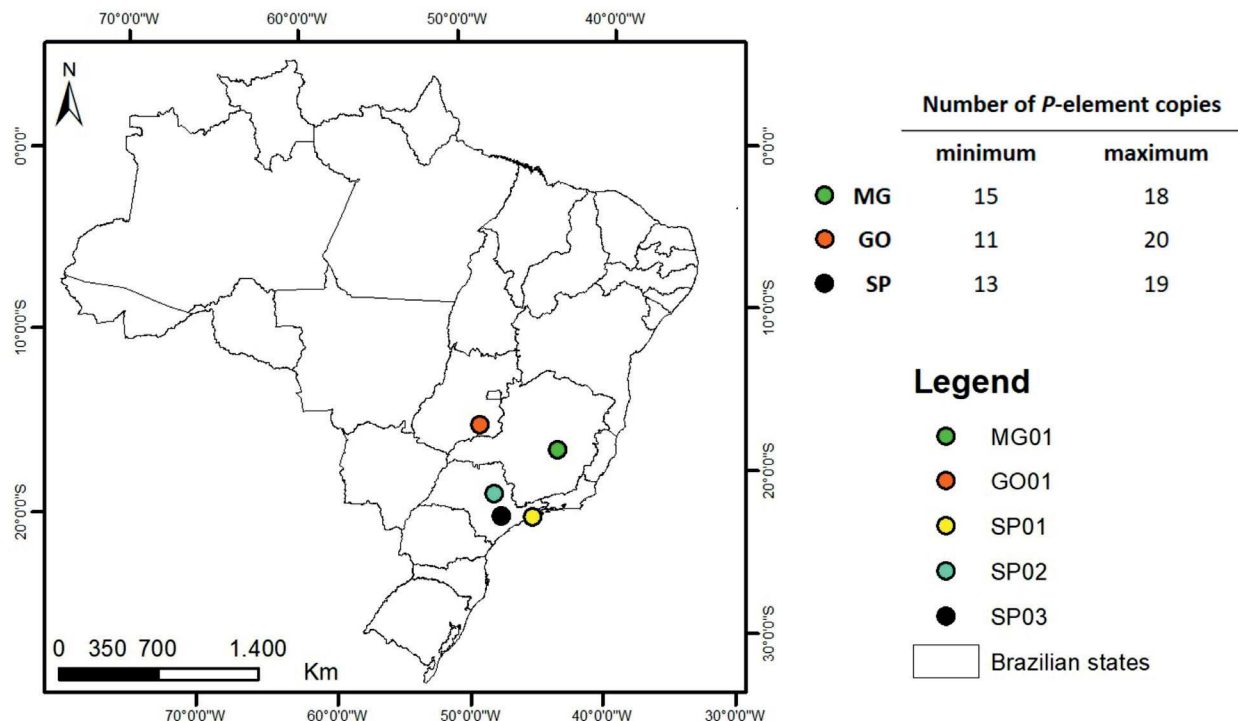 70°0'0"W 60°0'0"W 50°0'0"W 40°0'0"W
N
0°0'0"
10°0'0"S
20°0'0"S
0°0'0"
10°0'0"S
20°0'0"S
30°0'0"S
0 350 700 1.400
Km
70°0'0"W 60°0'0"W 50°0'0"W 40°0'0"W 30°0'0"W
Number of P-element copies
minimum maximum
MG 15 18
GO 11 20
SP 13 19
Legend
MG01
GO01
SP01
SP02
SP03
Brazilian states